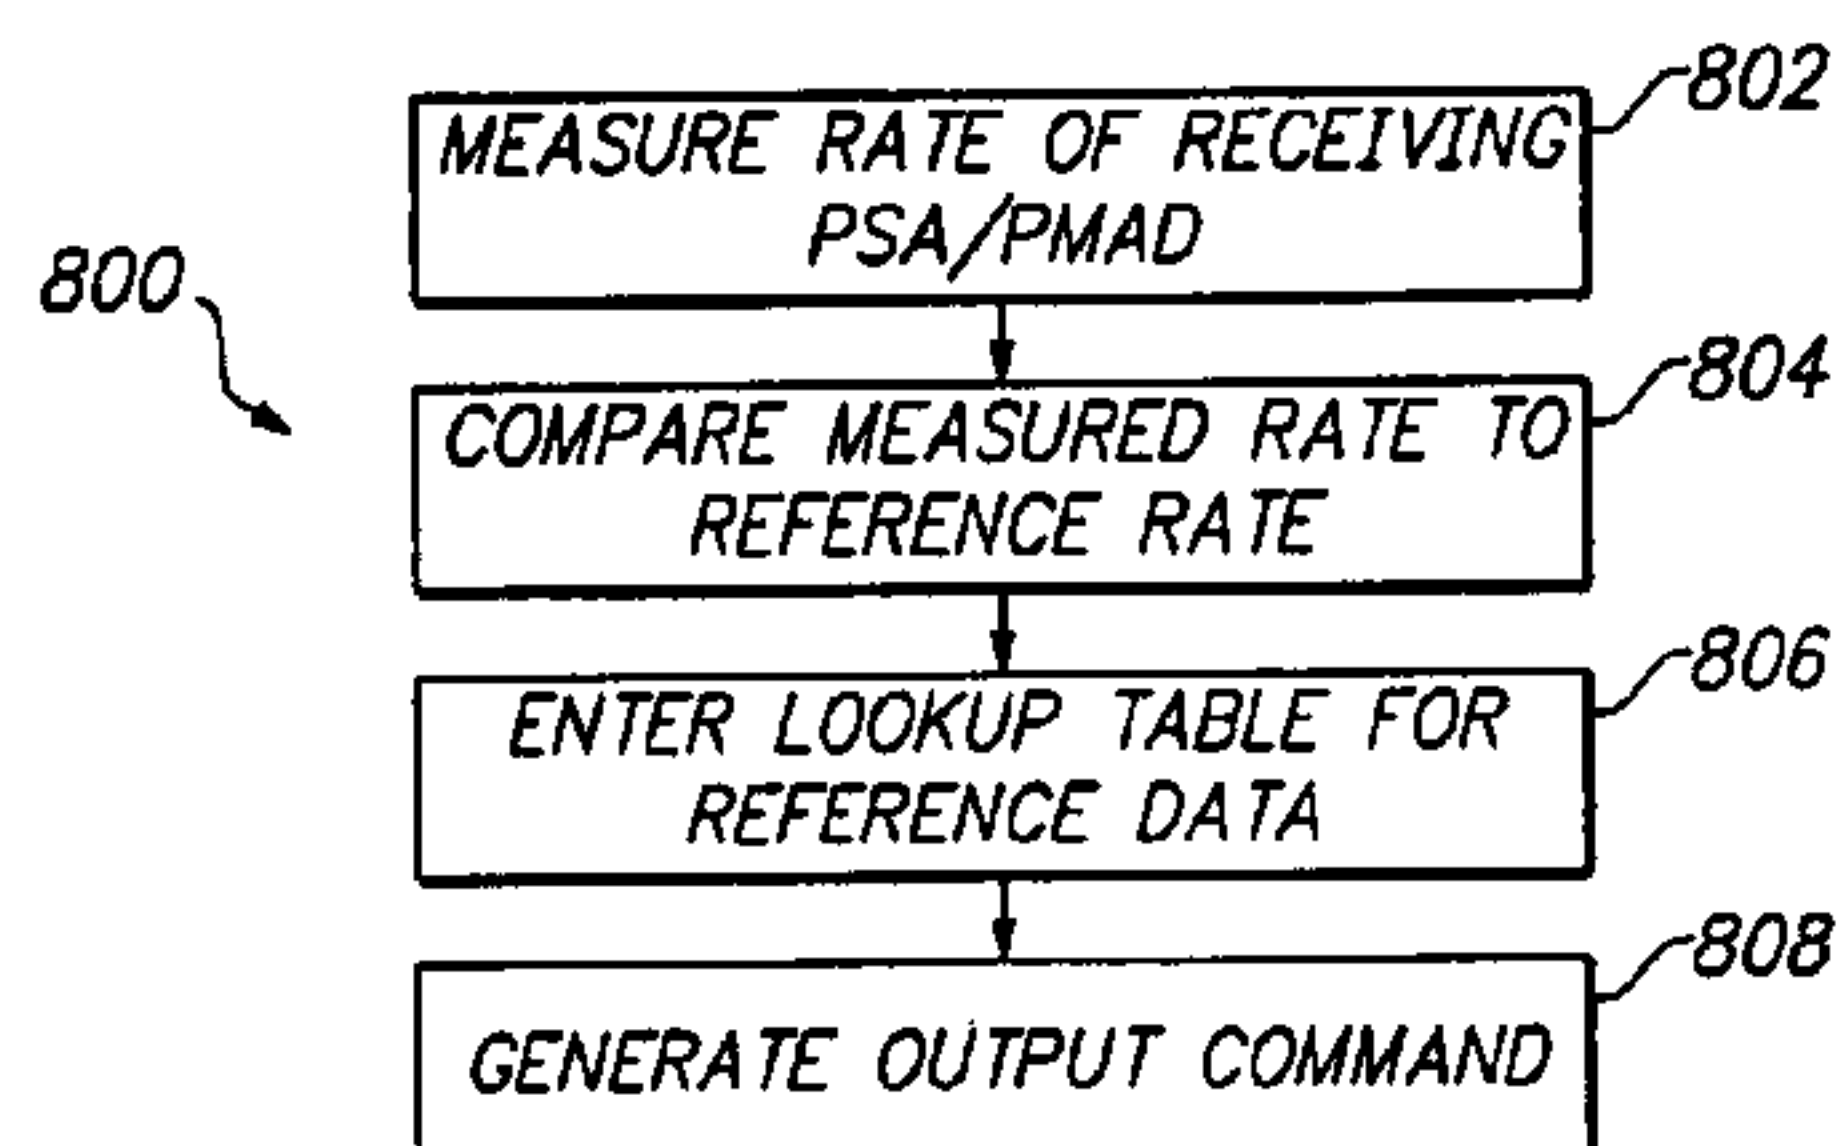 802
MEASURE RATE OF RECEIVING
PSA/PMAD
800
804
COMPARE MEASURED RATE TO
REFERENCE RATE
806
ENTER LOOKUP TABLE FOR
REFERENCE DATA
808
GENERATE OUTPUT COMMAND